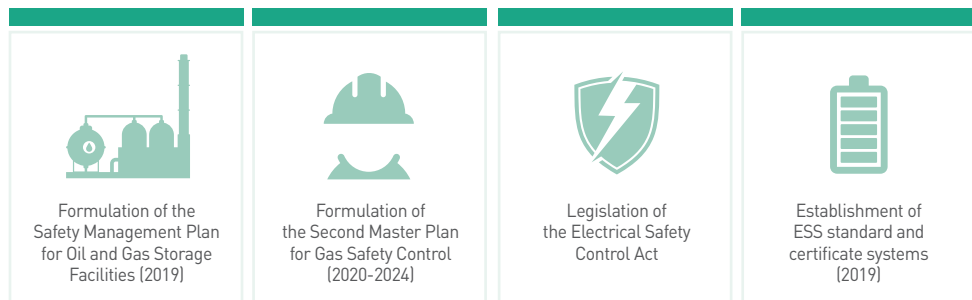 Formulation of the
Safety Management Plan
for Oil and Gas Storage
Facilities (2019)
Formulation of
the Second Master Plan
for Gas Safety Control
(2020-2024)
Legislation of
the Electrical Safety
Control Act
Establishment of
ESS standard and
certificate systems
(2019)